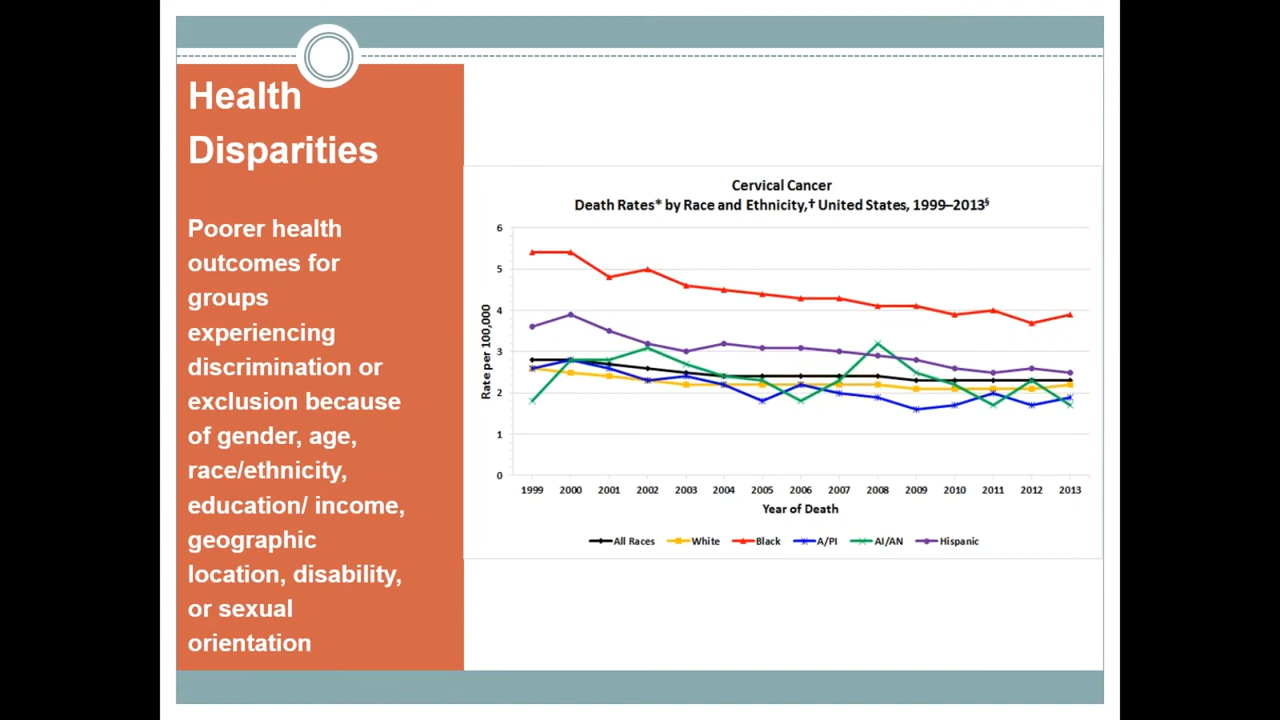 Health
Disparities
Poorer health
outcomes for
groups
experiencing
discrimination or
exclusion because
of gender, age,
race/ethnicity,
education/ income,
geographic
location, disability,
or sexual
orientation
Cervical Cancer
Death Rates* by Race and Ethnicity,† United States, 1999–2013§
6
5
4
3
2
1
0
Rate per 100,000
1999 2000 2001 2002 2003 2004 2005 2006 2007 2008 2009 2010 2011 2012 2013
Year of Death
All Races White Black A/PI AI/AN Hispanic